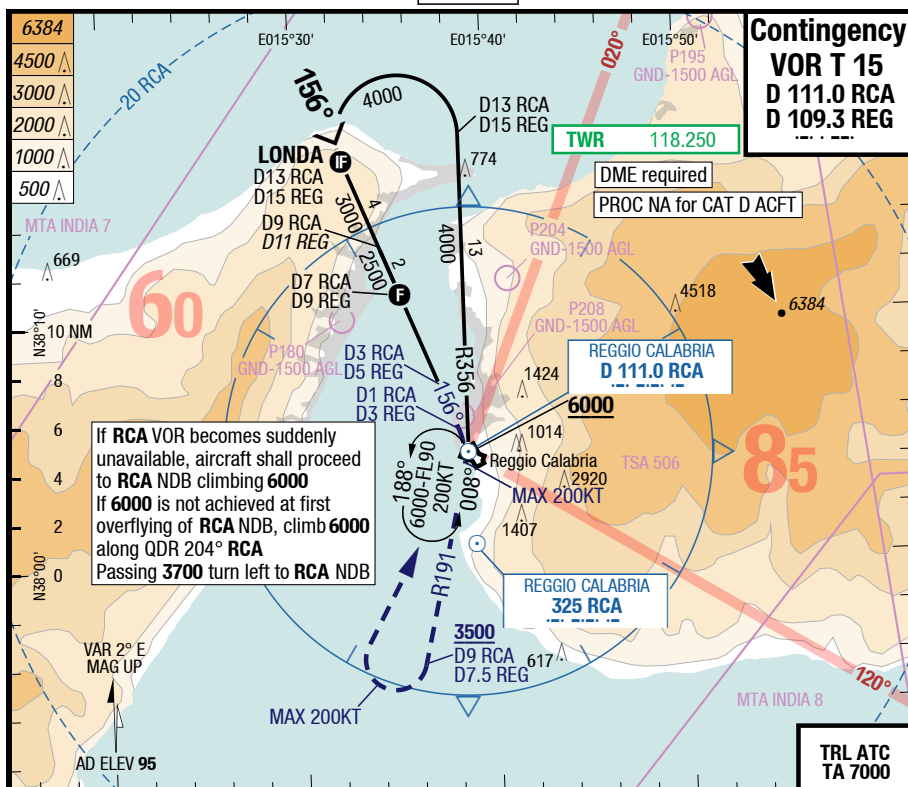 6384
4500
3000
2000
1000
500
E015°30'
E015°40'
E015°50'
Contingency
VOR T 15
D 111.0 RCA
D 109.3 REG
20 RCA
156°
4000
D13 RCA
D15 REG
020°
P195
GND-1500 AGL
TWR 118.250
LONDA
IF
D13 RCA
D15 REG
774
DME required
PROC NA for CAT D ACFT
MTA INDIA 7
669
4
3000
D9 RCA
D11 REG
2
2500
D7 RCA
D9 REG
F
13
4000
P204
GND-1500 AGL
4518
6384
60
N38°10'
10 NM
8
6
4
2
0
N38°00'
P180
GND-1500 AGL
P208
GND-1500 AGL
R356
D3 RCA
D5 REG
D1 RCA
D3 REG
156°
REGGIO CALABRIA
D 111.0 RCA
1424
6000
1014
Reggio Calabria
2920
TSA 506
85
MAX 200KT
1407
If RCA VOR becomes suddenly
unavailable, aircraft shall proceed
to RCA NDB climbing 6000
If 6000 is not achieved at first
overflying of RCA NDB, climb 6000
along QDR 204° RCA
Passing 3700 turn left to RCA NDB
188°
6000-FL90
200KT
008°
R191
REGGIO CALABRIA
325 RCA
3500
D9 RCA
D7.5 REG
617
120°
VAR 2° E
MAG UP
MAX 200KT
MTA INDIA 8
AD ELEV 95
TRL ATC
TA 7000